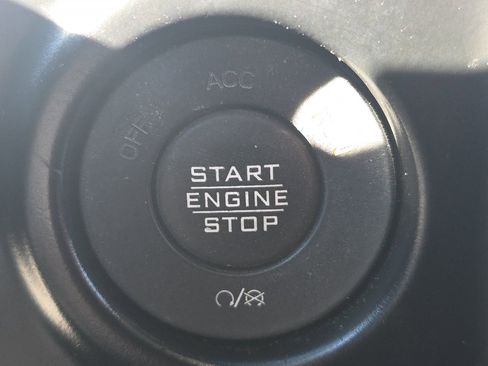 ACC
OFF
START
ENGINE
STOP